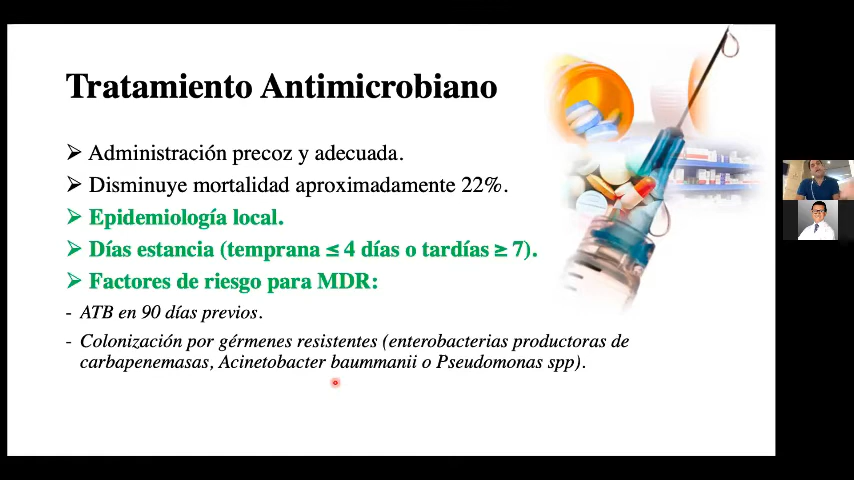 Tratamiento Antimicrobiano
➢ Administración precoz y adecuada.
➢ Disminuye mortalidad aproximadamente 22%.
➢ Epidemiología local.
➢ Días estancia (temprana ≤ 4 días o tardías ≥ 7).
➢ Factores de riesgo para MDR:
- ATB en 90 días previos.
- Colonización por gérmenes resistentes (enterobacterias productoras de
carbapenemasas, Acinetobacter baummanii o Pseudomonas spp).